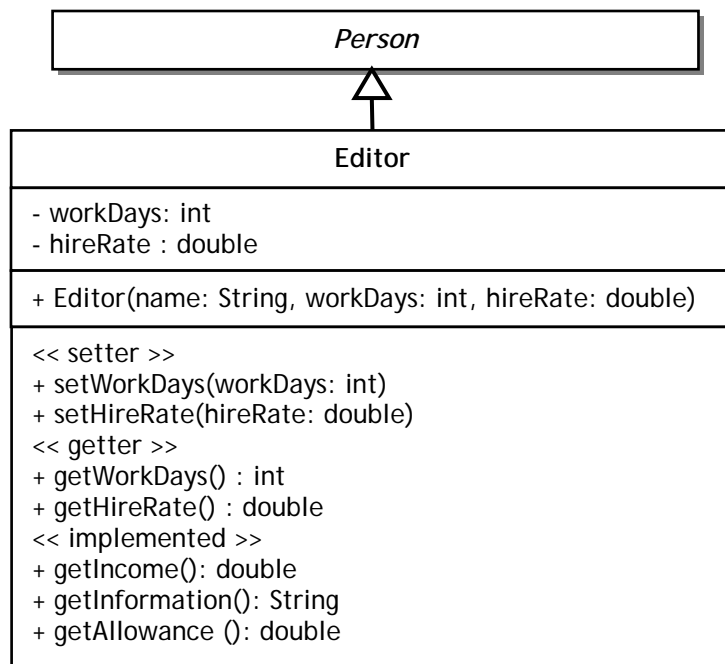 Person
Editor
- workDays: int
- hireRate : double
+ Editor(name: String, workDays: int, hireRate: double)
<< setter >>
+ setWorkDays(workDays: int)
+ setHireRate(hireRate: double)
<< getter >>
+ getWorkDays() : int
+ getHireRate() : double
<< implemented >>
+ getIncome(): double
+ getInformation(): String
+ getAllowance (): double